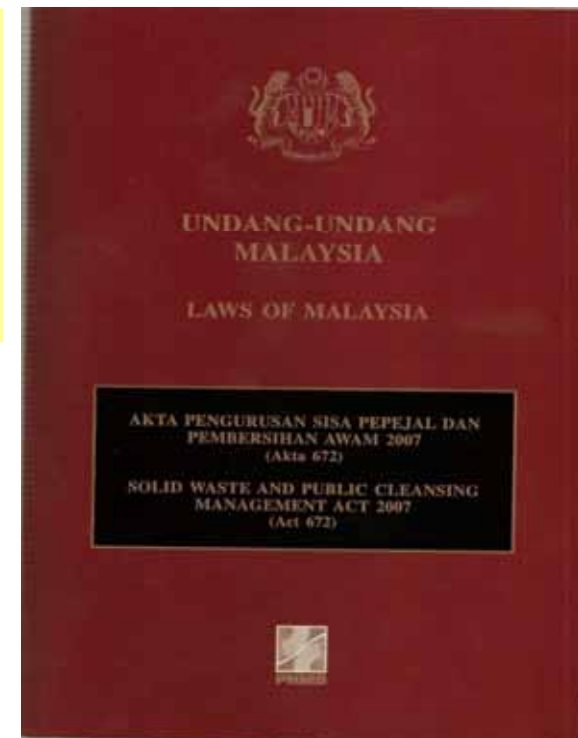 UNDANG-UNDANG
MALAYSIA
LAWS OF MALAYSIA
AKTA PENGURUSAN SISA PEPEJAL DAN
PEMBERSIHAN AWAM 2007
(Akta 672)
SOLID WASTE AND PUBLIC CLEANSING
MANAGEMENT ACT 2007
(Act 672)